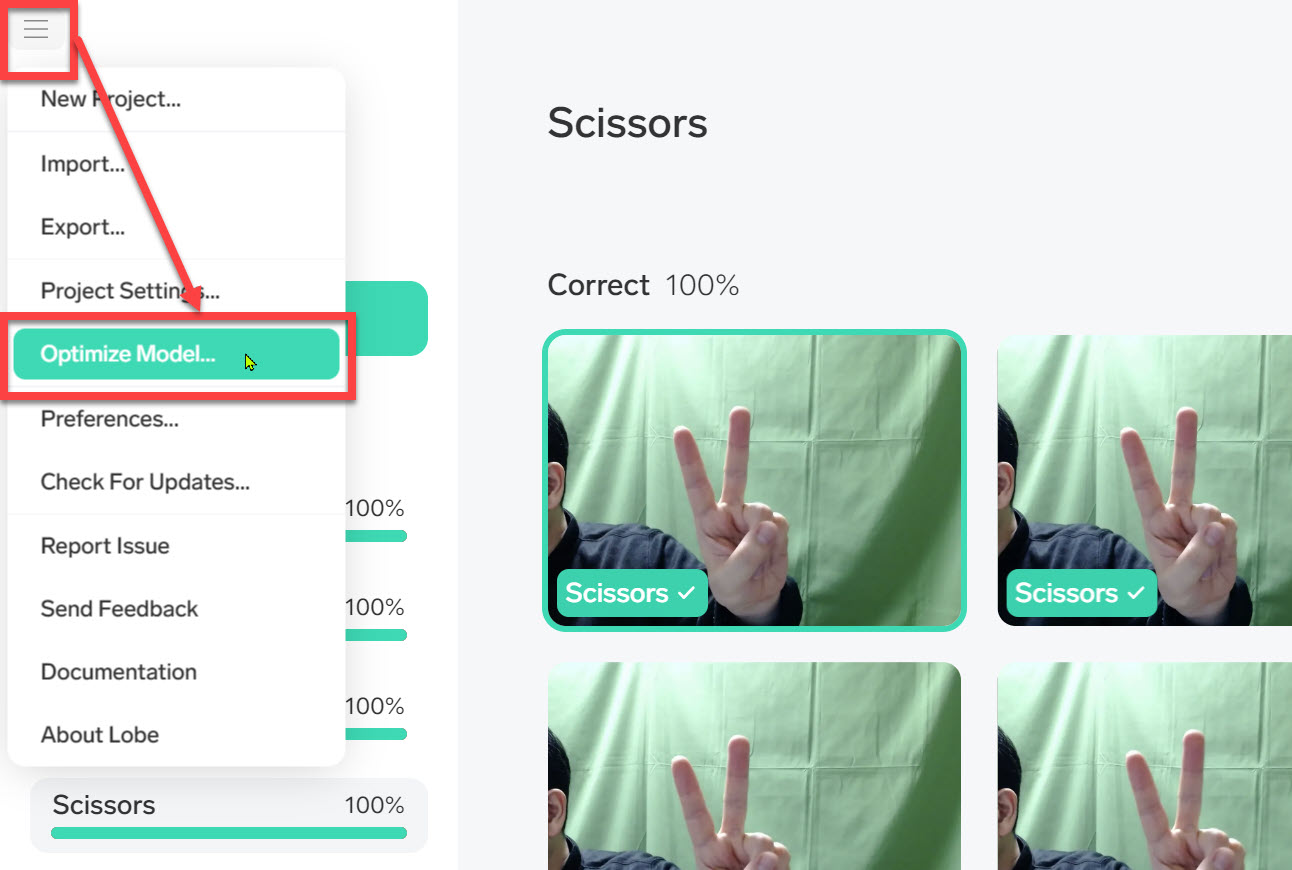 New Project...
Import...
Export...
Project Settings...
Optimize Model...
Preferences...
Check For Updates...
Report Issue
Send Feedback
Documentation
About Lobe
100%
100%
100%
Scissors 100%
Scissors
Correct 100%
Scissors
Scissors